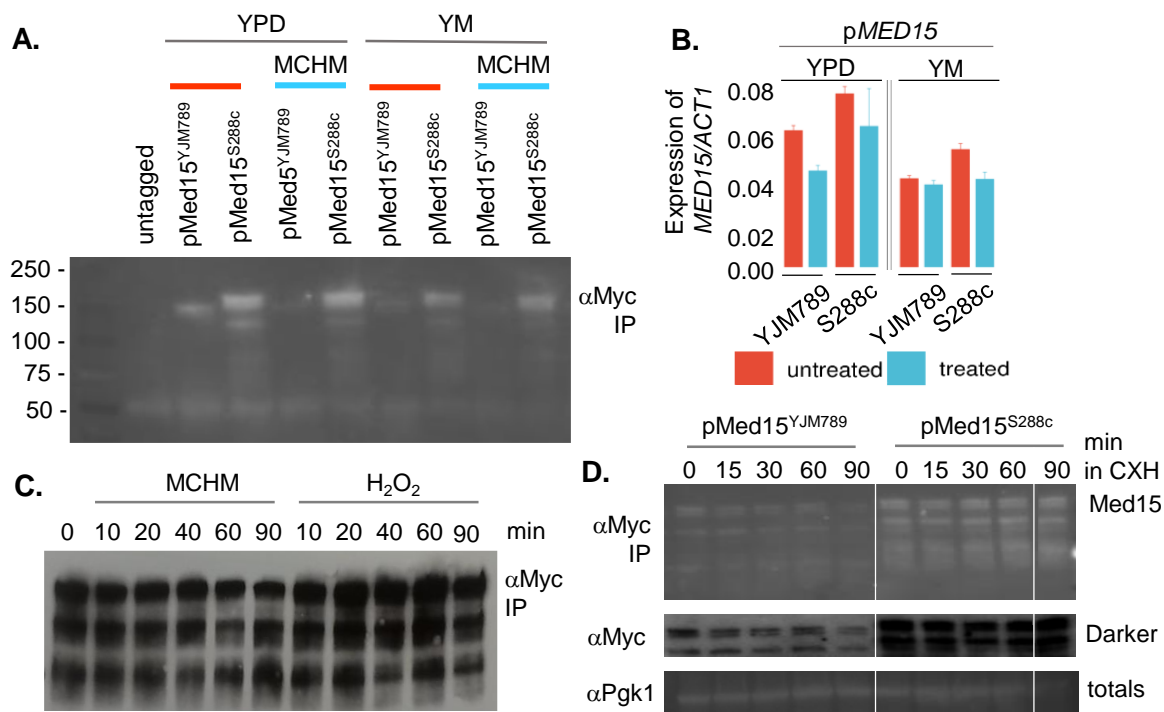 A.
YPD YM
MCHM MCHM
untagged
pMed15YJM789
pMed15S288c
pMed5YJM789
pMed15S288c
pMed15YJM789
pMed15S288c
pMed15YJM789
pMed15S288c
250 -
150 -
100 -
75 -
50 -
αMyc
IP
B.
pMED15
YPD YM
Expression of
MED15/ACT1
0.08
0.06
0.04
0.02
0.00
YJM789 S288c YJM789 S288c
untreated treated
C.
MCHM H₂O₂
0 10 20 40 60 90 10 20 40 60 90 min
αMyc
IP
D.
pMed15YJM789 pMed15S288c min
0 15 30 60 90 0 15 30 60 90 in CXH
αMyc
IP
Med15
αMyc Darker
αPgk1 totals